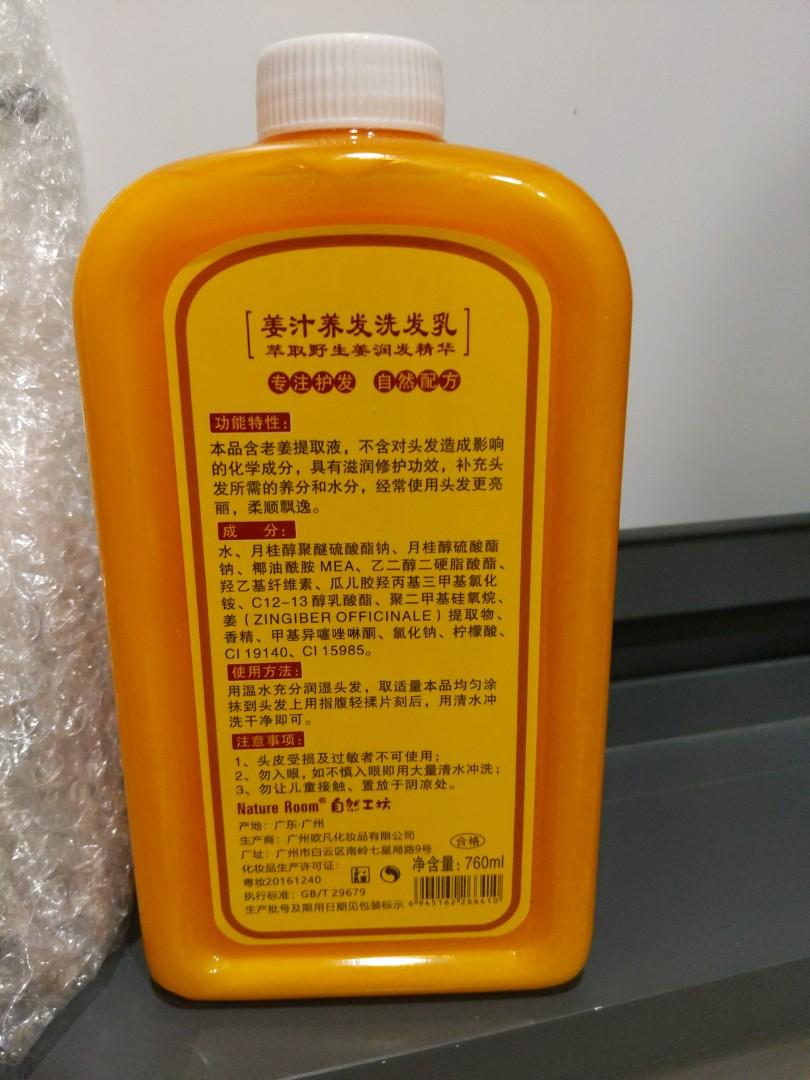 [姜汁养发洗发乳]
萃取野生姜润发精华
专注护发 自然配方
功能特性:
本品含老姜提取液，不含对头发造成影响
的化学成分，具有滋润修护功效，补充头
发所需的养分和水分，经常使用头发更亮
丽，柔顺飘逸。
成 分:
水、月桂醇聚醚硫酸酯钠、月桂醇硫酸酯
钠、椰油酰胺 MEA、乙二醇二硬脂酸酯、
羟乙基纤维素、瓜儿胶羟丙基三甲基氯化
铵、C12-13 醇乳酸酯、聚二甲基硅氧烷、
姜（ZINGIBER OFFICINALE）提取物、
香精、甲基异噻唑啉酮、氯化钠、柠檬酸、
CI 19140、CI 15985。
使用方法:
用温水充分润湿头发，取适量本品均匀涂
抹到头发上用指腹轻揉片刻后，用清水冲
洗干净即可。
注意事项:
1、头皮受损及过敏者不可使用；
2、勿入眼，如不慎入眼即用大量清水冲洗；
3、勿让儿童接触、置放于阴凉处。
Nature Room® 自然工坊
产地：广东·广州
生产商：广州欧凡化妆品有限公司
厂址：广州市白云区南岭七星局路9号
合格
化妆品生产许可证：
粤妆20161240
净含量：760ml
执行标准：GB/T 29679
生产批号及限用日期见包装标示
6945162266410